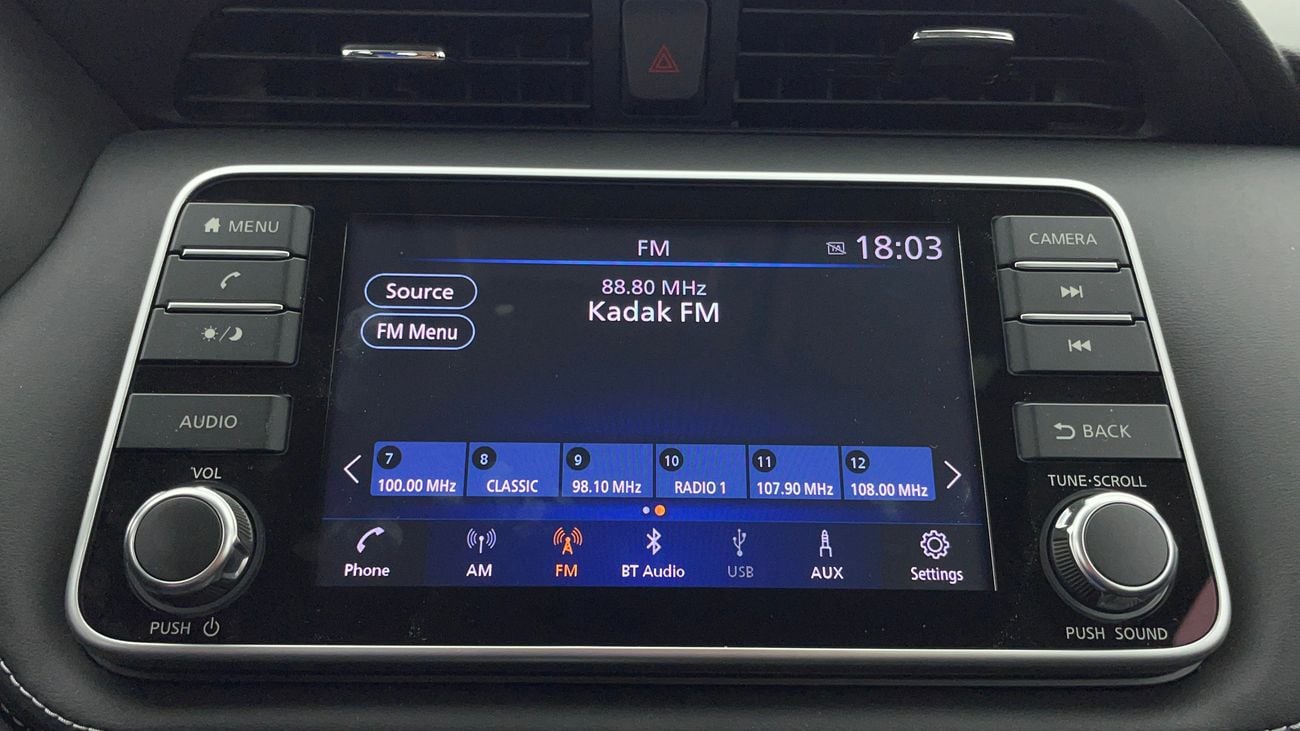 MENU
AUDIO
VOL
PUSH
FM
TA
18:03
Source
88.80 MHz
Kadak FM
FM Menu
7
100.00 MHz
8
CLASSIC
9
98.10 MHz
10
RADIO 1
11
107.90 MHz
12
108.00 MHz
Phone
AM
FM
BT Audio
USB
AUX
Settings
CAMERA
BACK
TUNE·SCROLL
PUSH SOUND